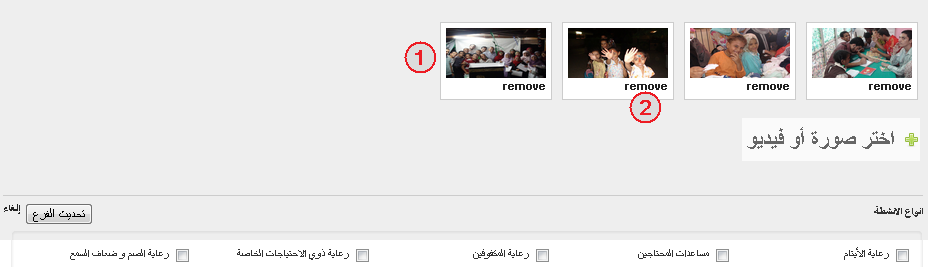 1
remove remove remove remove
2
اختر صورة أو فيديو
انواع الانشطة
تحديث الفرع إلغاء
رعاية الأيتام مساعدات المحتاجين رعاية المكفوفين رعاية ذوي الاحتياجات الخاصة رعاية الصم و ضعاف السمع